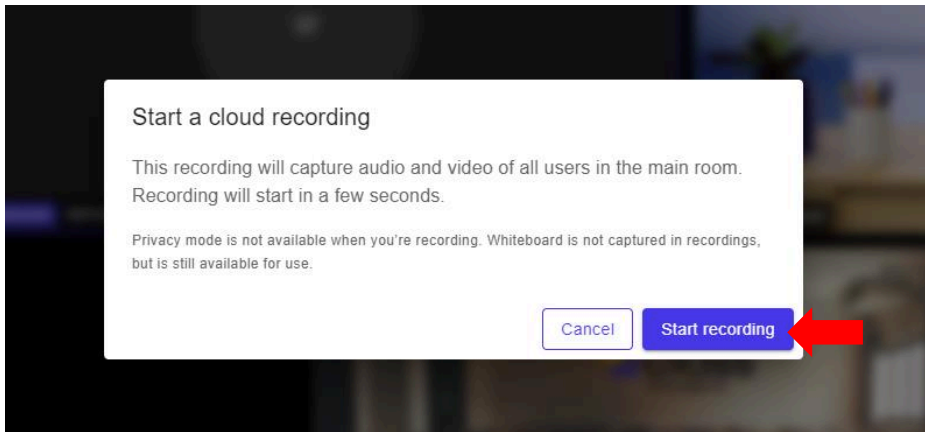 Start a cloud recording
This recording will capture audio and video of all users in the main room.
Recording will start in a few seconds.
Privacy mode is not available when you're recording. Whiteboard is not captured in recordings,
but is still available for use.
Cancel Start recording